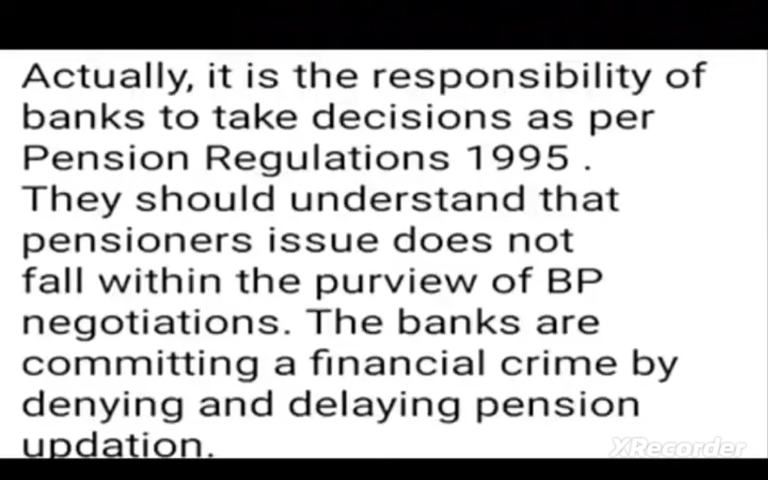 Actually, it is the responsibility of
banks to take decisions as per
Pension Regulations 1995 .
They should understand that
pensioners issue does not
fall within the purview of BP
negotiations. The banks are
committing a financial crime by
denying and delaying pension
updation.
XRecorder